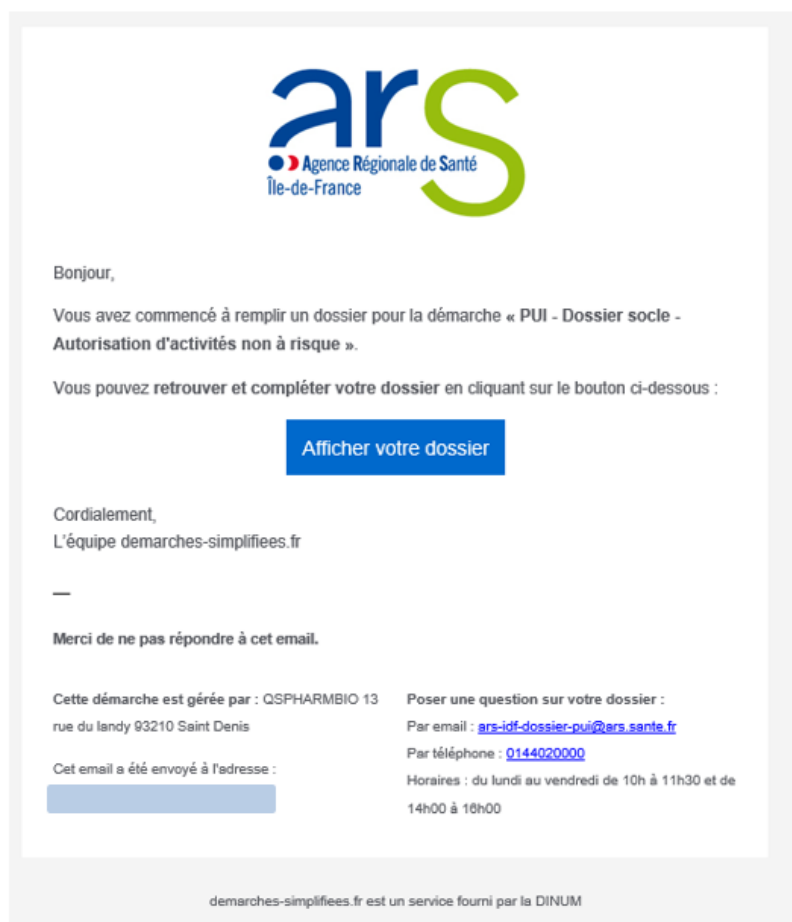 ars
Agence Régionale de Santé
Île-de-France
Bonjour,
Vous avez commencé à remplir un dossier pour la démarche « PUI - Dossier socle -
Autorisation d'activités non à risque ».
Vous pouvez retrouver et compléter votre dossier en cliquant sur le bouton ci-dessous :
Afficher votre dossier
Cordialement,
L'équipe demarches-simplifiees.fr
—
Merci de ne pas répondre à cet email.
Cette démarche est gérée par : QSPHARMBIO 13
rue du landy 93210 Saint Denis
Cet email a été envoyé à l'adresse :
Poser une question sur votre dossier :
Par email : ars-idf-dossier-pui@ars.sante.fr
Par téléphone : 0144020000
Horaires : du lundi au vendredi de 10h à 11h30 et de
14h00 à 16h00
demarches-simplifiees.fr est un service fourni par la DINUM